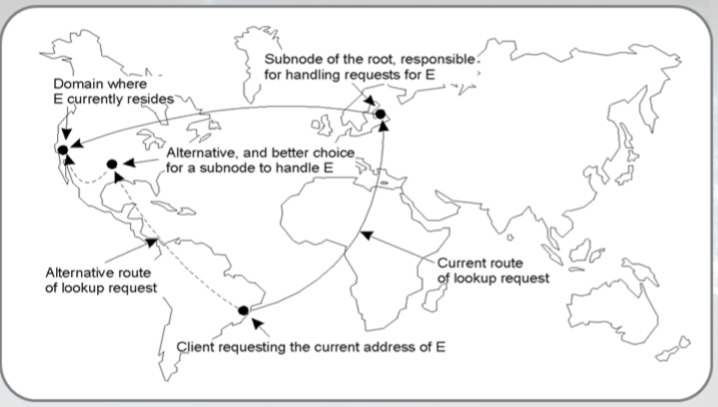 Subnode of the root, responsible
for handling requests for E
Domain where
E currently resides
Alternative, and better choice
for a subnode to handle E
Current route
of lookup request
Alternative route
of lookup request
Client requesting the current address of E